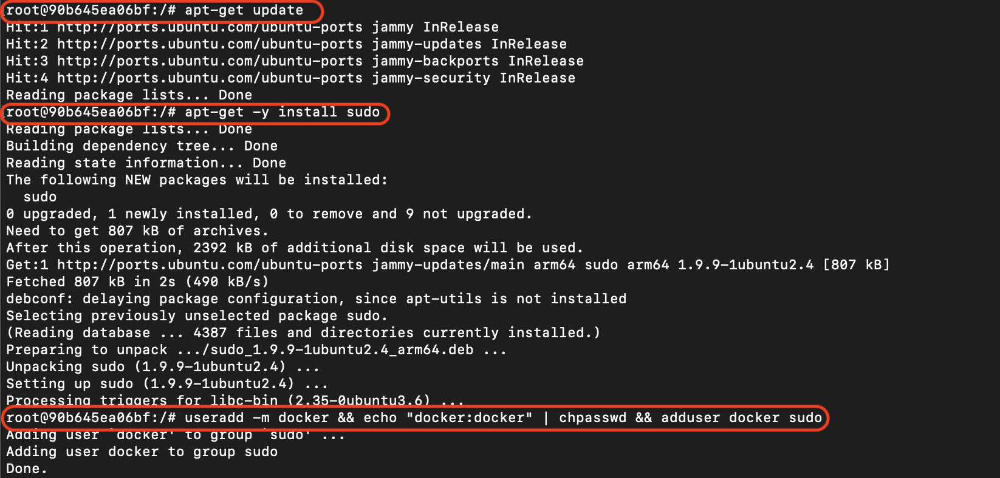 root@90b645ea06bf:/# apt-get update
Hit:1 http://ports.ubuntu.com/ubuntu-ports jammy InRelease
Hit:2 http://ports.ubuntu.com/ubuntu-ports jammy-updates InRelease
Hit:3 http://ports.ubuntu.com/ubuntu-ports jammy-backports InRelease
Hit:4 http://ports.ubuntu.com/ubuntu-ports jammy-security InRelease
Reading package lists... Done
root@90b645ea06bf:/# apt-get -y install sudo
Reading package lists... Done
Building dependency tree... Done
Reading state information... Done
The following NEW packages will be installed:
  sudo
0 upgraded, 1 newly installed, 0 to remove and 9 not upgraded.
Need to get 807 kB of archives.
After this operation, 2392 kB of additional disk space will be used.
Get:1 http://ports.ubuntu.com/ubuntu-ports jammy-updates/main arm64 sudo arm64 1.9.9-1ubuntu2.4 [807 kB]
Fetched 807 kB in 2s (490 kB/s)
debconf: delaying package configuration, since apt-utils is not installed
Selecting previously unselected package sudo.
(Reading database ... 4387 files and directories currently installed.)
Preparing to unpack .../sudo_1.9.9-1ubuntu2.4_arm64.deb ...
Unpacking sudo (1.9.9-1ubuntu2.4) ...
Setting up sudo (1.9.9-1ubuntu2.4) ...
Processing triggers for libc-bin (2.35-0ubuntu3.6) ...
root@90b645ea06bf:/# useradd -m docker && echo "docker:docker" | chpasswd && adduser docker sudo
Adding user `docker' to group `sudo' ...
Adding user docker to group sudo
Done.